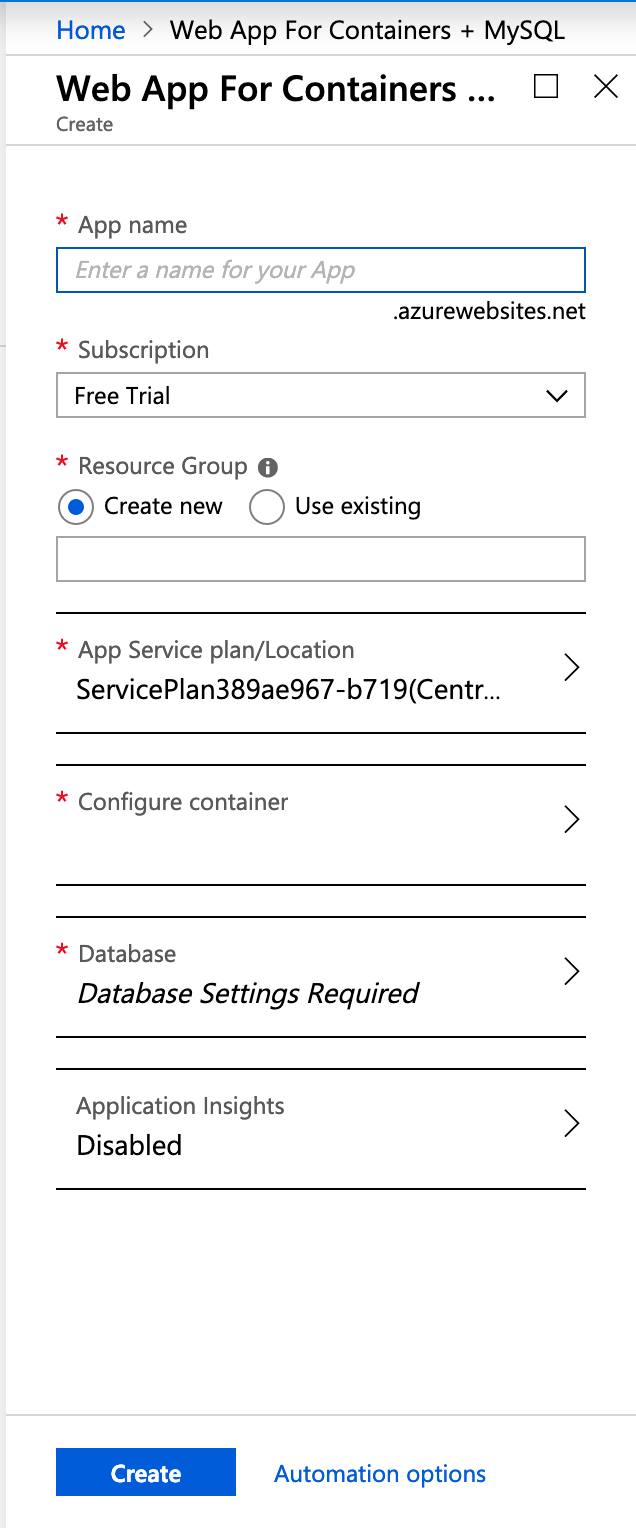 Home > Web App For Containers + MySQL
Web App For Containers ...
Create
* App name
Enter a name for your App
.azurewebsites.net
* Subscription
Free Trial
* Resource Group
Create new Use existing
* App Service plan/Location
ServicePlan389ae967-b719(Centr...
* Configure container
* Database
Database Settings Required
Application Insights
Disabled
Create Automation options